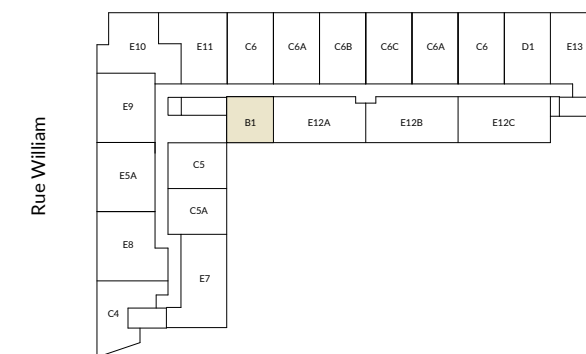 E10 E11 C6 C6A C6B C6C C6A C6 D1 E13
E9
B1 E12A E12B E12C
E5A C5
C5A
E8
E7
C4
Rue William